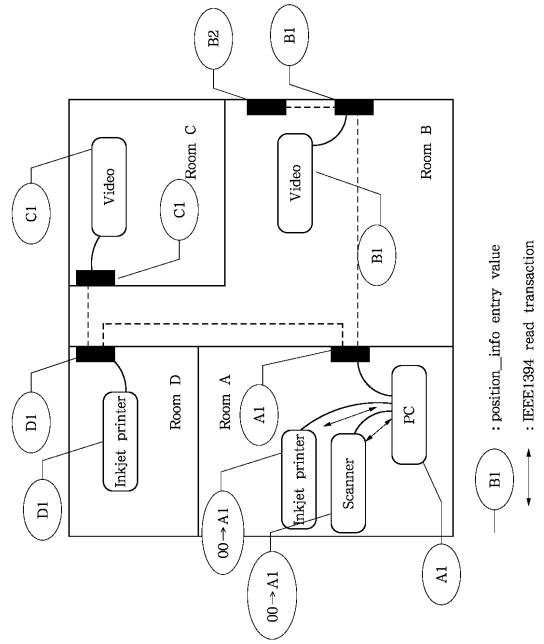 B2
B1
C1
Video
Room C
C1
Video
Room B
B1
D1
D1
Inkjet printer
Room D
Room A
A1
00→A1
Inkjet printer
00→A1
Scanner
PC
A1
B1
: position_info entry value
: IEEE1394 read transaction